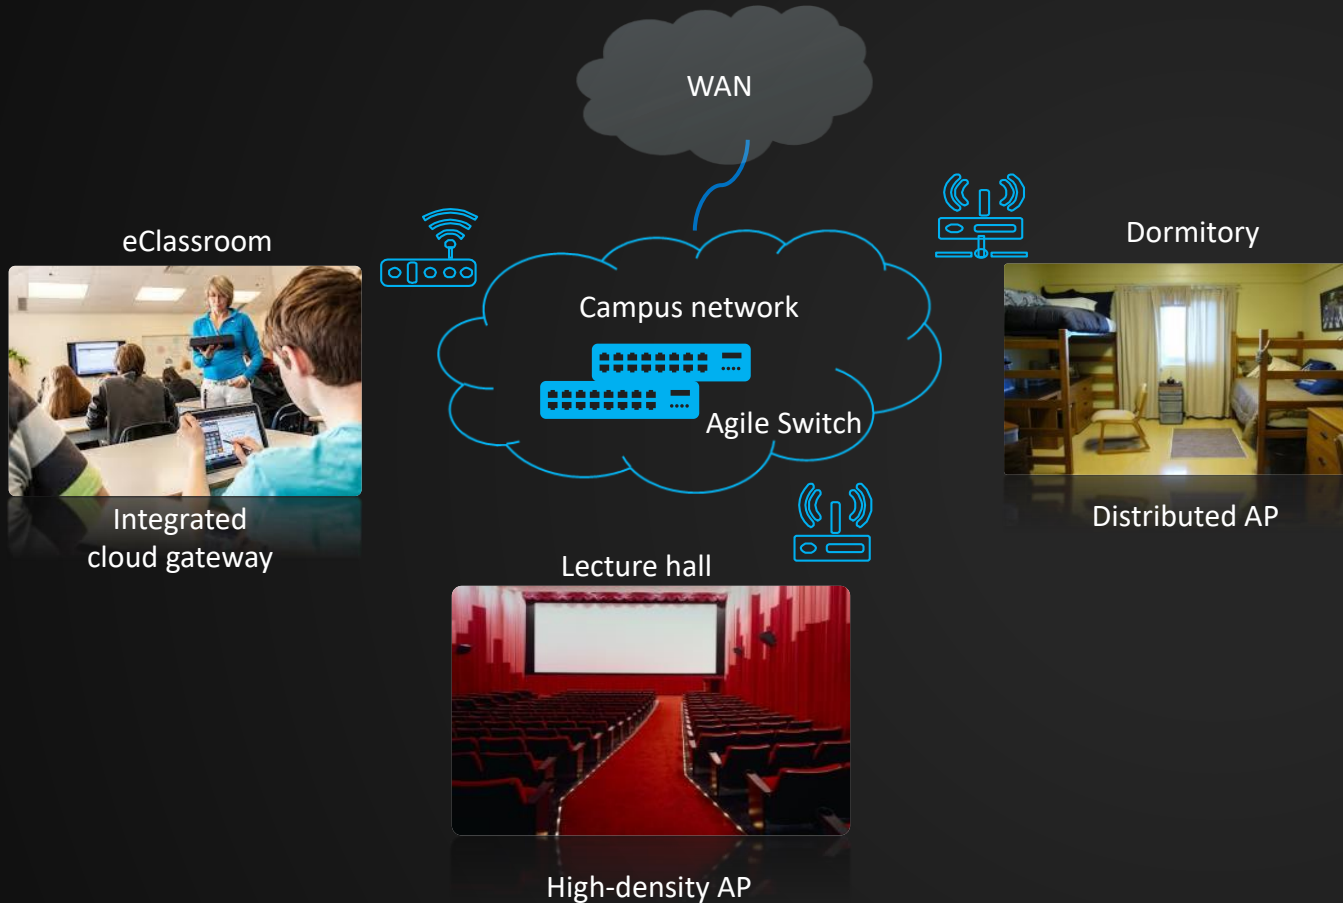 WAN
eClassroom
Dormitory
Campus network
Agile Switch
Integrated
cloud gateway
Distributed AP
Lecture hall
High-density AP